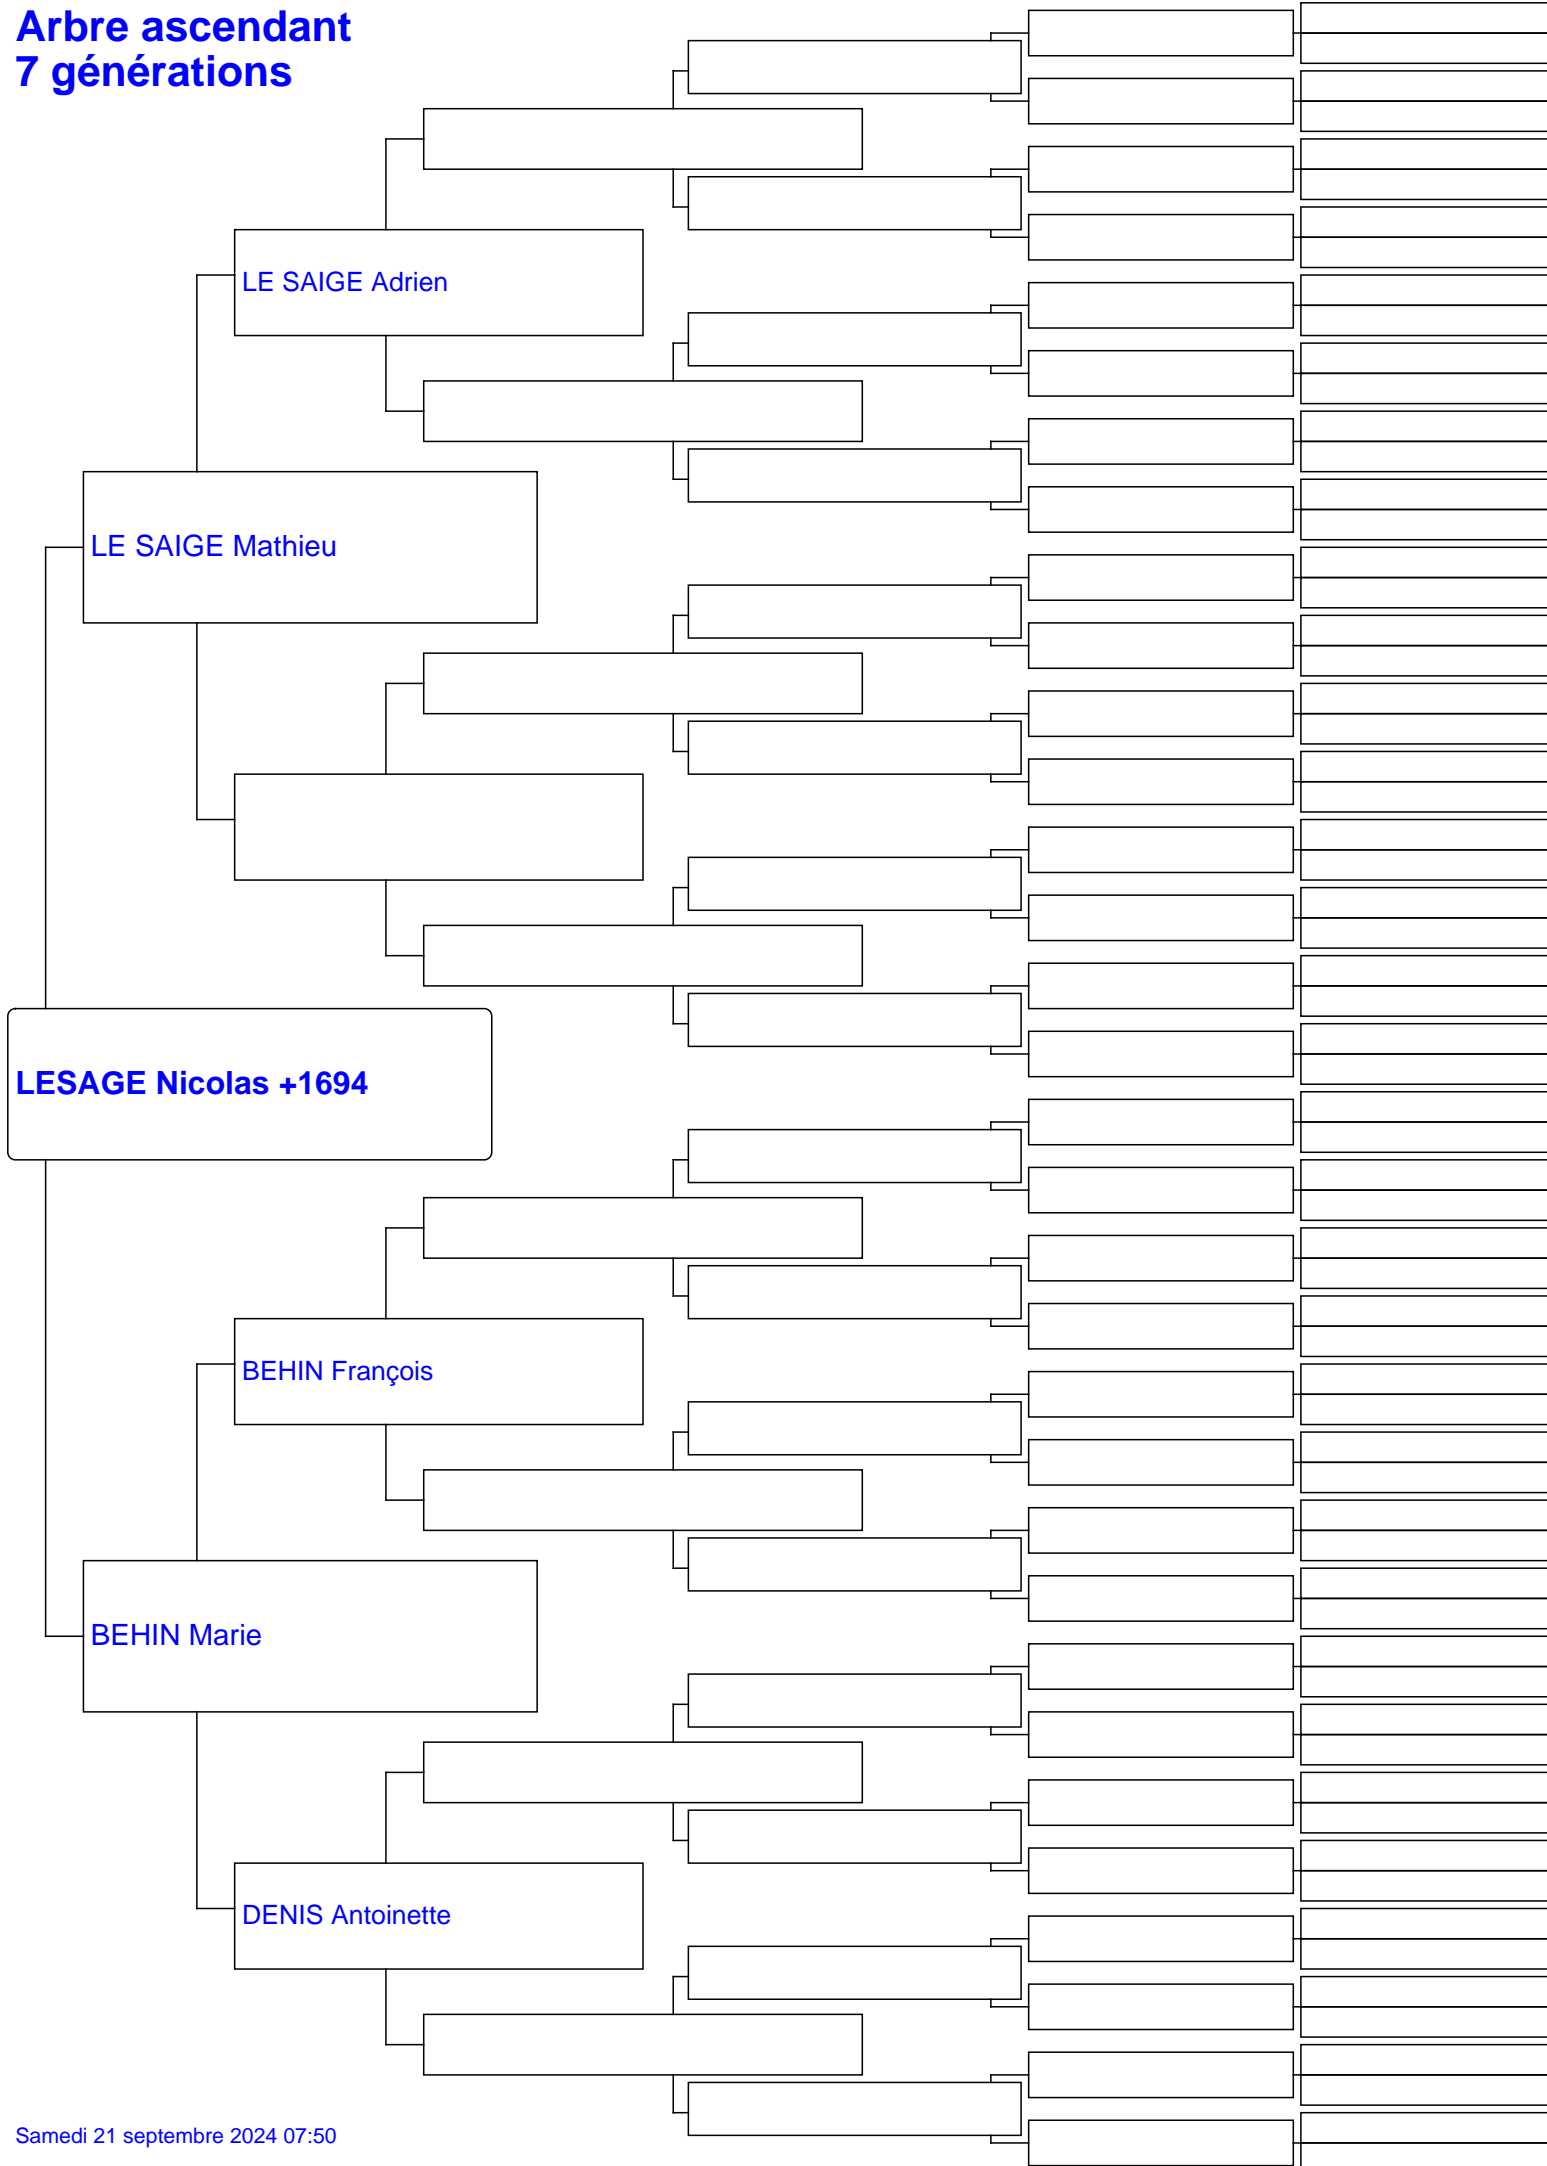 Arbre ascendant
7 générations
LE SAIGE Adrien
LE SAIGE Mathieu
LESAGE Nicolas +1694
BEHIN François
BEHIN Marie
DENIS Antoinette
Samedi 21 septembre 2024 07:50